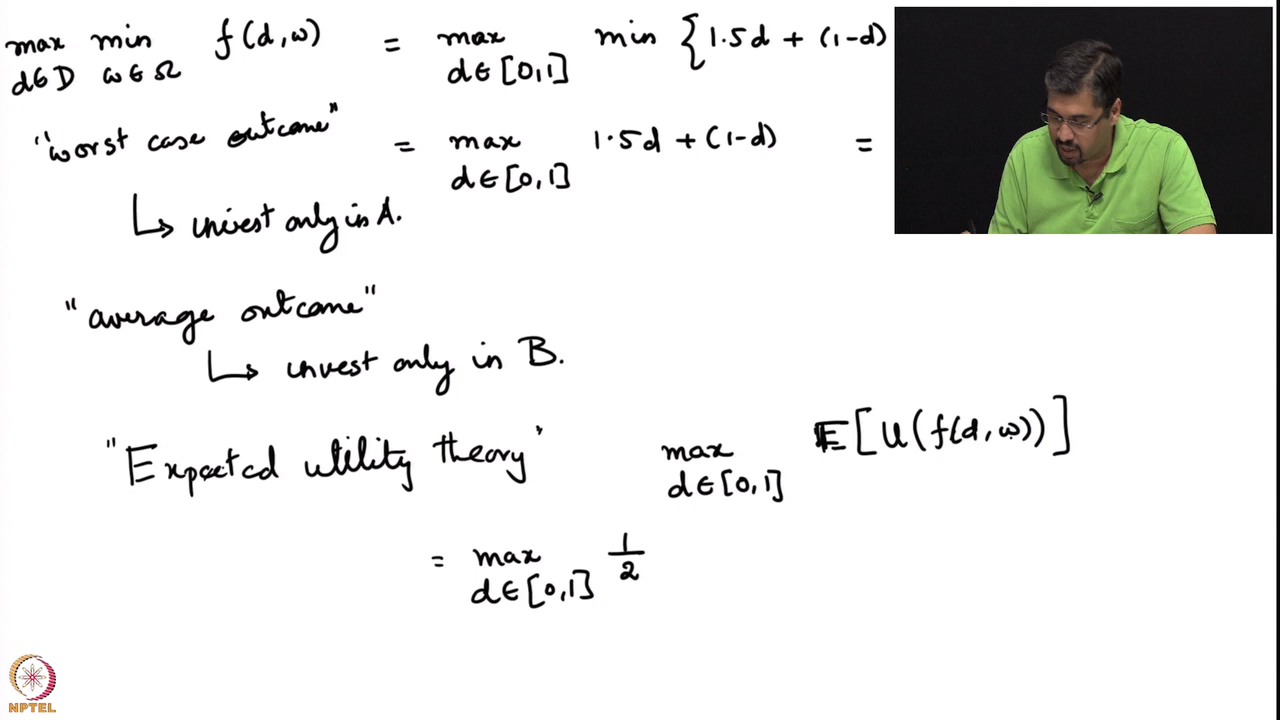 max min f(d,ω) = max min {1.5d + (1-d)
d∈D ω∈Ω d∈[0,1]
"worst case outcome" = max 1.5d + (1-d) =
d∈[0,1]
↳ invest only in A.
"average outcome"
↳ invest only in B.
"Expected utility theory" max 𝔼[U(f(d,ω))]
d∈[0,1]
= max 1/2
d∈[0,1]
NPTEL